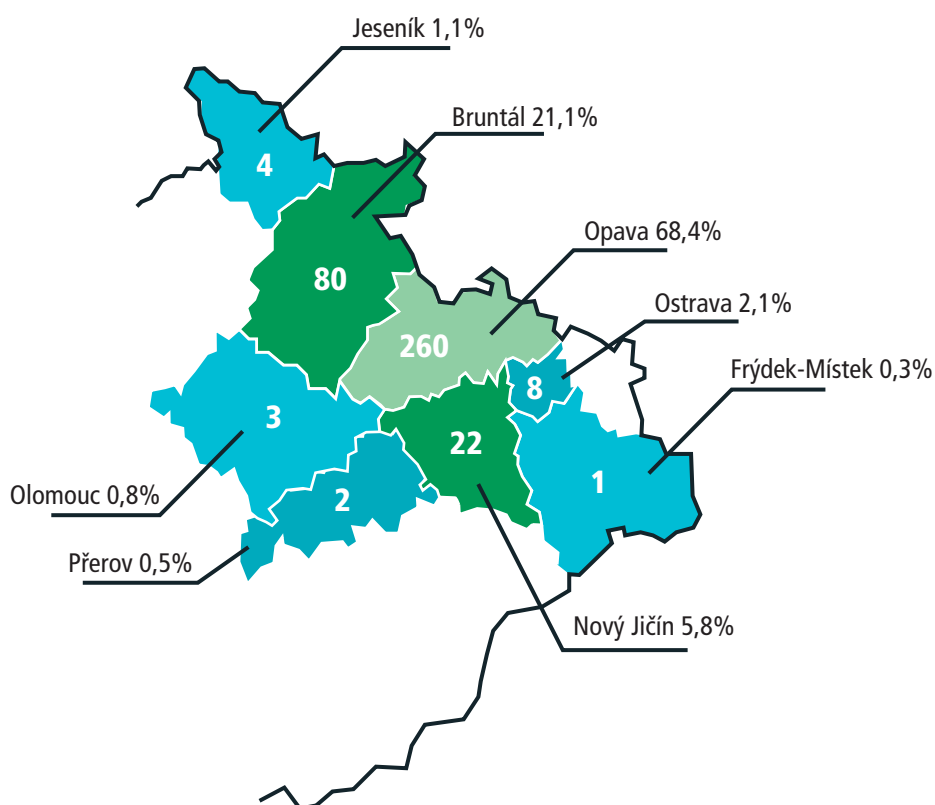 Jeseník 1,1%
Bruntál 21,1%
4
Opava 68,4%
80
Ostrava 2,1%
260
Frýdek-Místek 0,3%
8
3
22
1
Olomouc 0,8%
2
Přerov 0,5%
Nový Jičín 5,8%